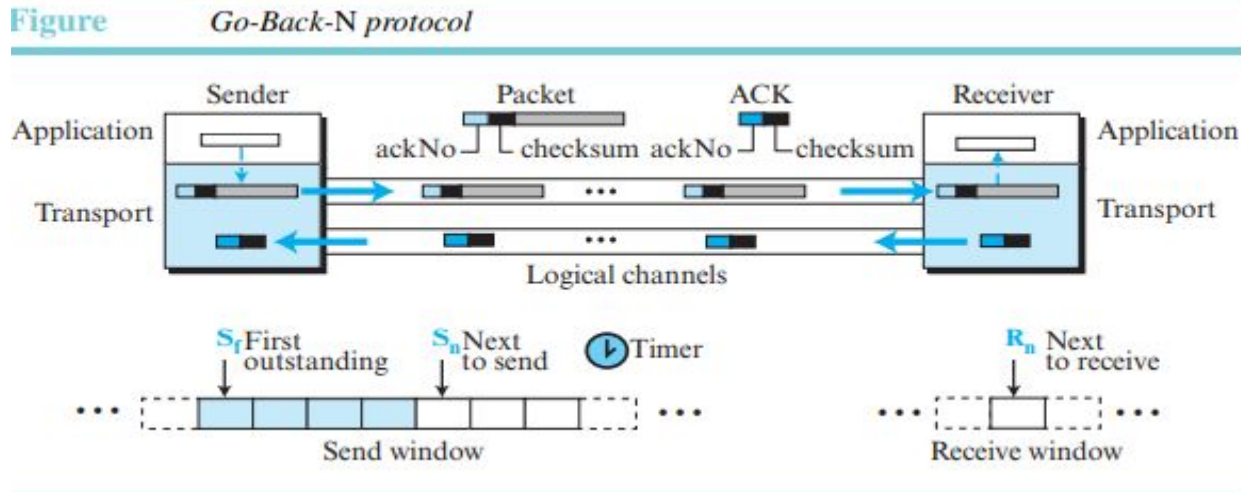 Figure Go-Back-N protocol
Sender Packet ACK Receiver
Application ackNo checksum ackNo checksum Application
Transport Transport
Logical channels
Sf First outstanding
Sn Next to send
Timer
Rn Next to receive
••• ••• ••• •••
Send window Receive window